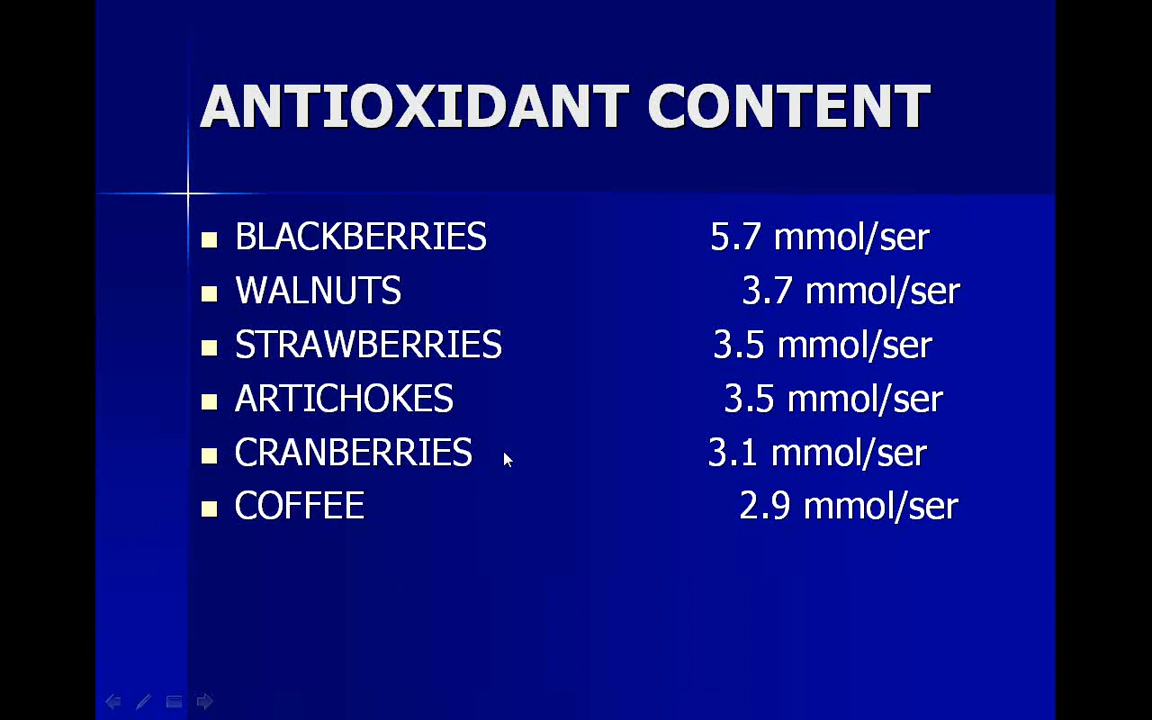 ANTIOXIDANT CONTENT
BLACKBERRIES 5.7 mmol/ser
WALNUTS 3.7 mmol/ser
STRAWBERRIES 3.5 mmol/ser
ARTICHOKES 3.5 mmol/ser
CRANBERRIES 3.1 mmol/ser
COFFEE 2.9 mmol/ser